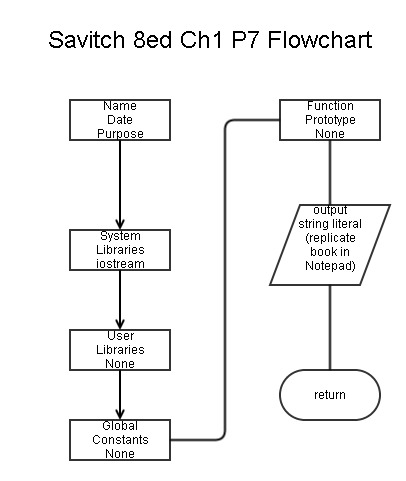 Savitch 8ed Ch1 P7 Flowchart
Name
Date
Purpose
System
Libraries
iostream
User
Libraries
None
Global
Constants
None
Function
Prototype
None
output
string literal
(replicate
book in
Notepad)
return